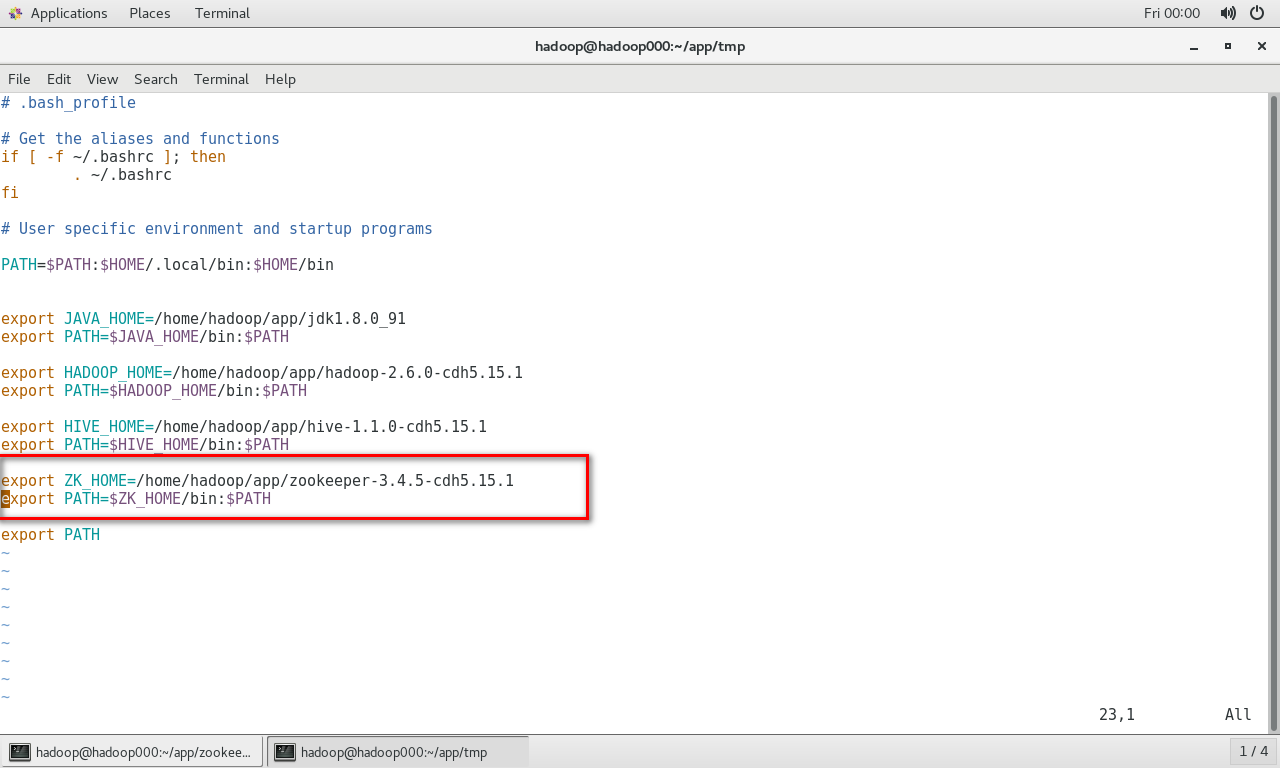 Applications Places Terminal Fri 00:00
hadoop@hadoop000:~/app/tmp
File Edit View Search Terminal Help
# .bash_profile
# Get the aliases and functions
if [ -f ~/.bashrc ]; then
        . ~/.bashrc
fi
# User specific environment and startup programs
PATH=$PATH:$HOME/.local/bin:$HOME/bin
export JAVA_HOME=/home/hadoop/app/jdk1.8.0_91
export PATH=$JAVA_HOME/bin:$PATH
export HADOOP_HOME=/home/hadoop/app/hadoop-2.6.0-cdh5.15.1
export PATH=$HADOOP_HOME/bin:$PATH
export HIVE_HOME=/home/hadoop/app/hive-1.1.0-cdh5.15.1
export PATH=$HIVE_HOME/bin:$PATH
export ZK_HOME=/home/hadoop/app/zookeeper-3.4.5-cdh5.15.1
export PATH=$ZK_HOME/bin:$PATH
export PATH
~
~
~
~
~
~
~
~
~
23,1 All
hadoop@hadoop000:~/app/zookee... hadoop@hadoop000:~/app/tmp 1 / 4